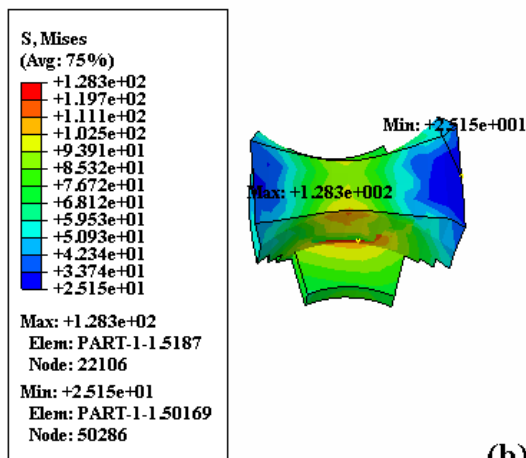 S, Mises
(Avg: 75%)
+1.283e+02
+1.197e+02
+1.111e+02
+1.025e+02
+9.391e+01
+8.532e+01
+7.672e+01
+6.812e+01
+5.953e+01
+5.093e+01
+4.234e+01
+3.374e+01
+2.515e+01
Max: +1.283e+02
Elem: PART-1-1.5187
Node: 22106
Min: +2.515e+01
Elem: PART-1-1.50169
Node: 50286
Min: +2.515e+001
Max: +1.283e+002
(b)